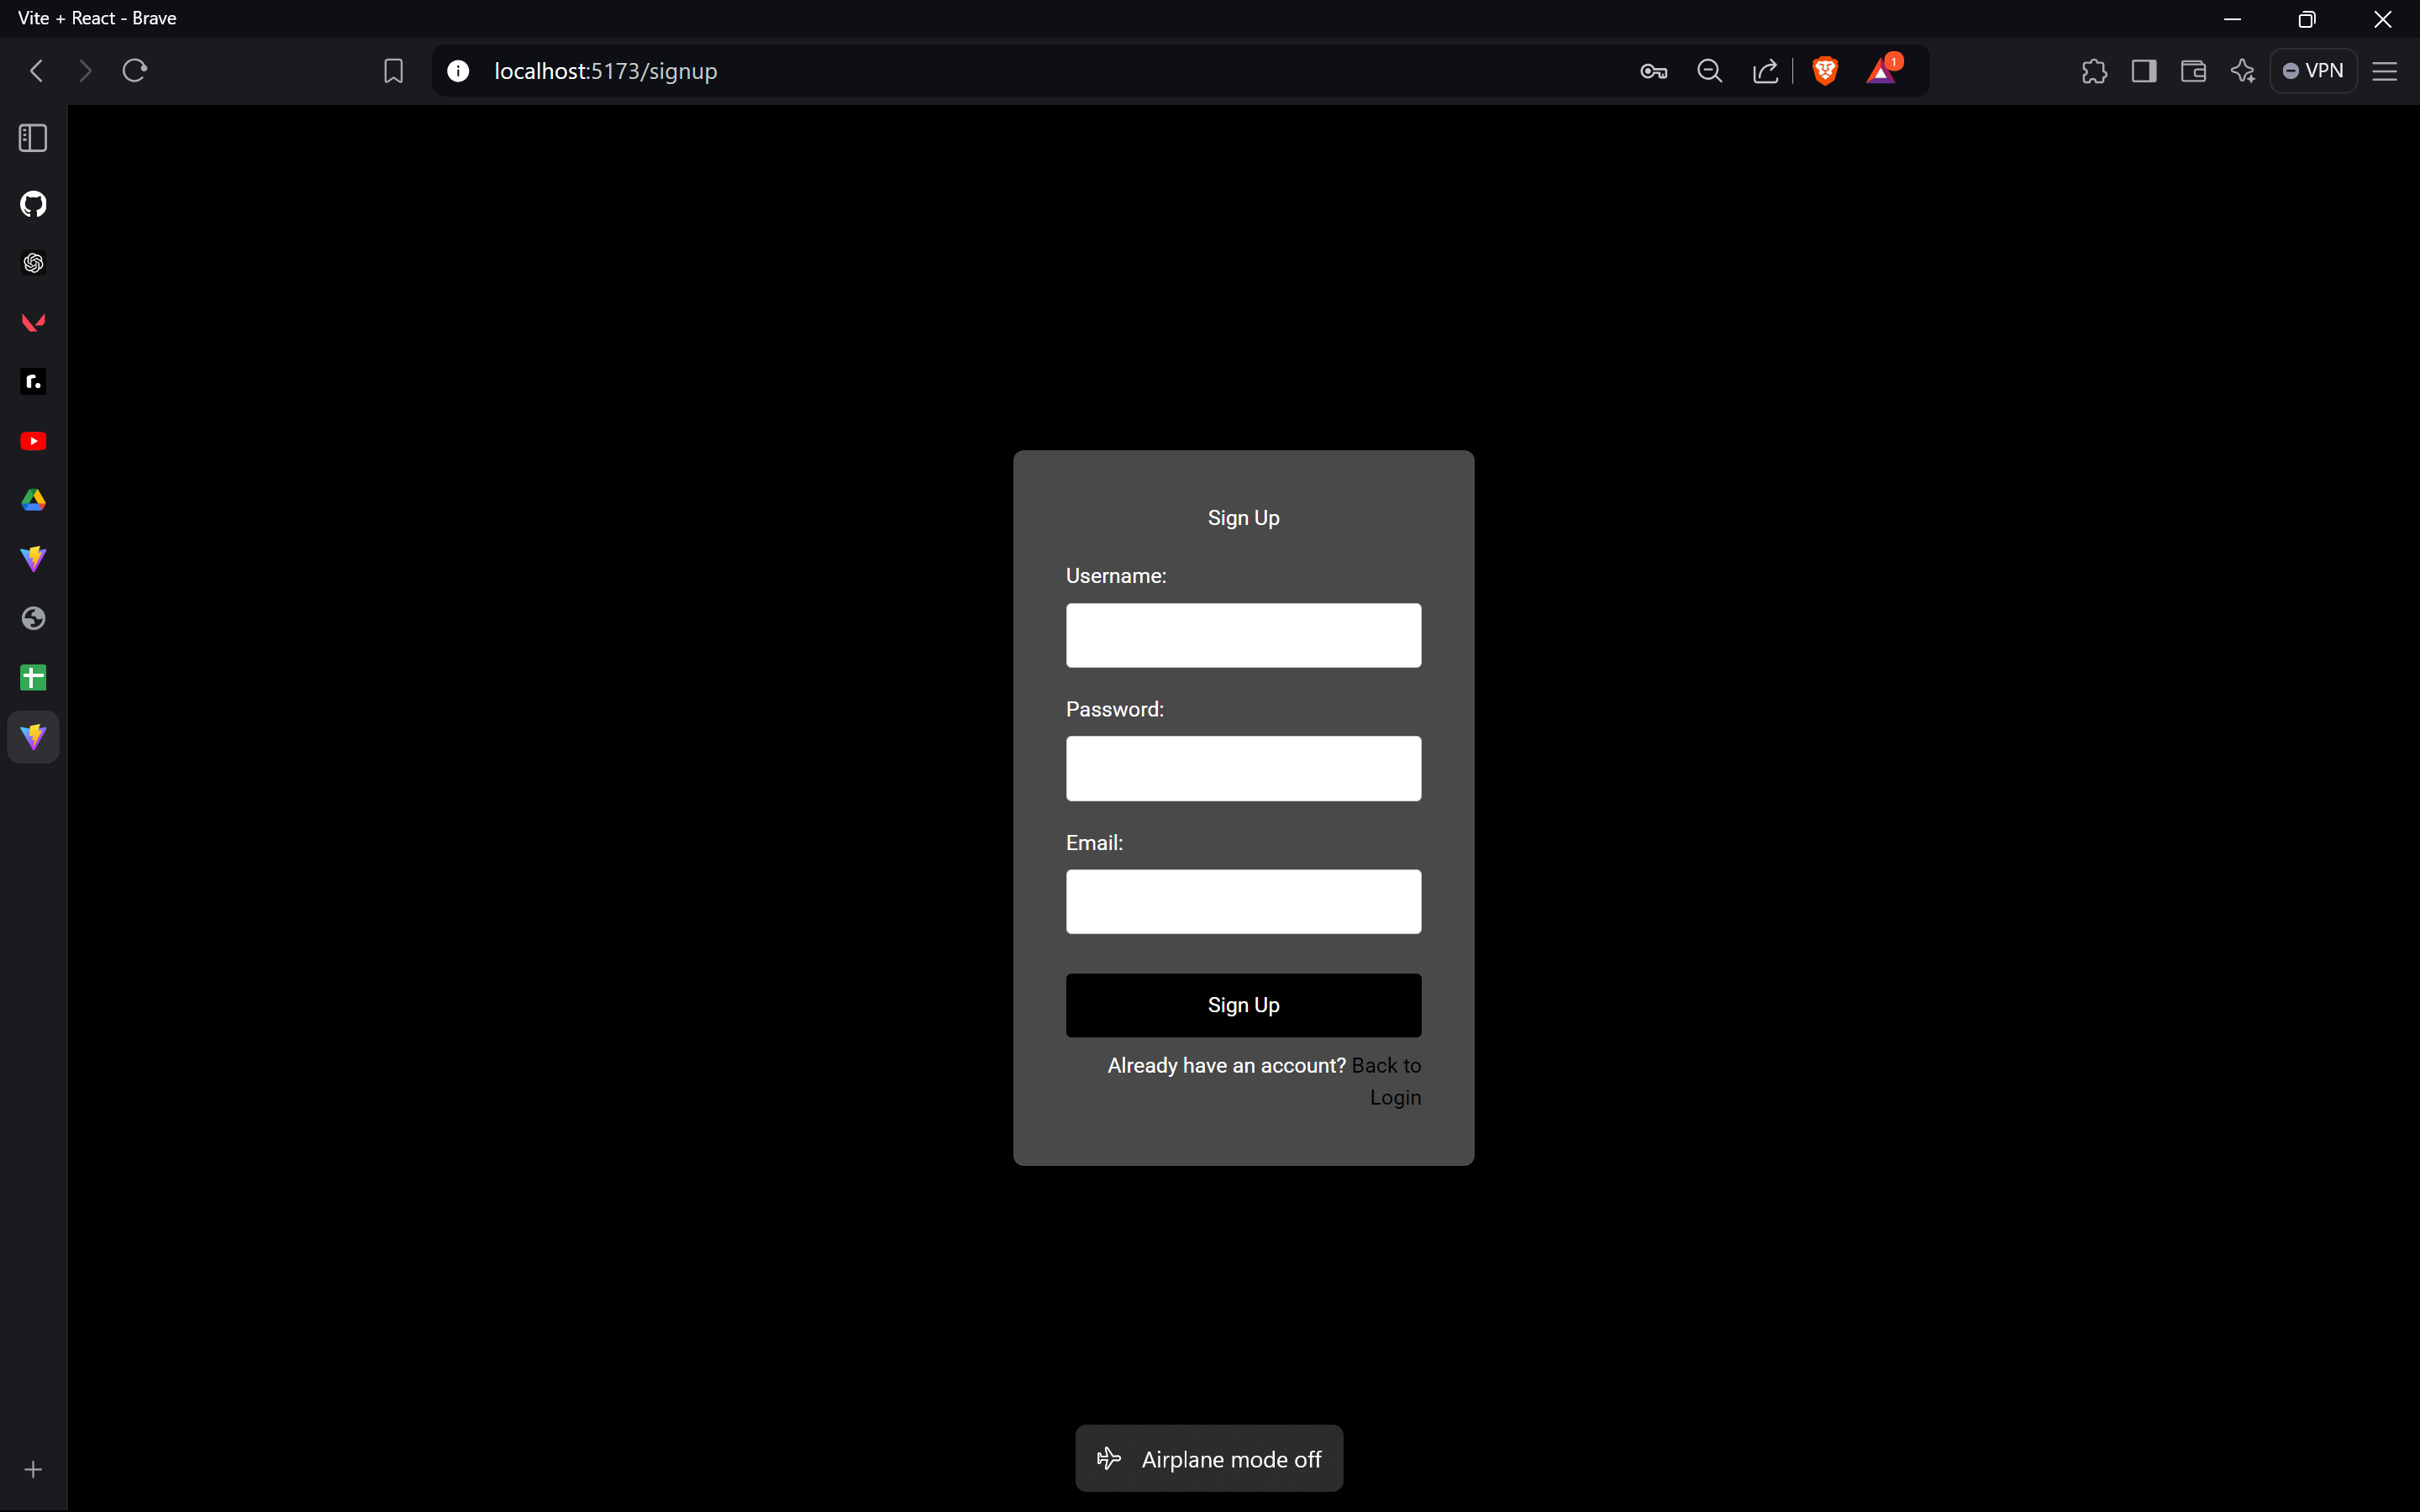 Vite + React - Brave
localhost:5173/signup
1
VPN
r.
Sign Up
Username:
Password:
Email:
Sign Up
Already have an account? Back to
Login
Airplane mode off